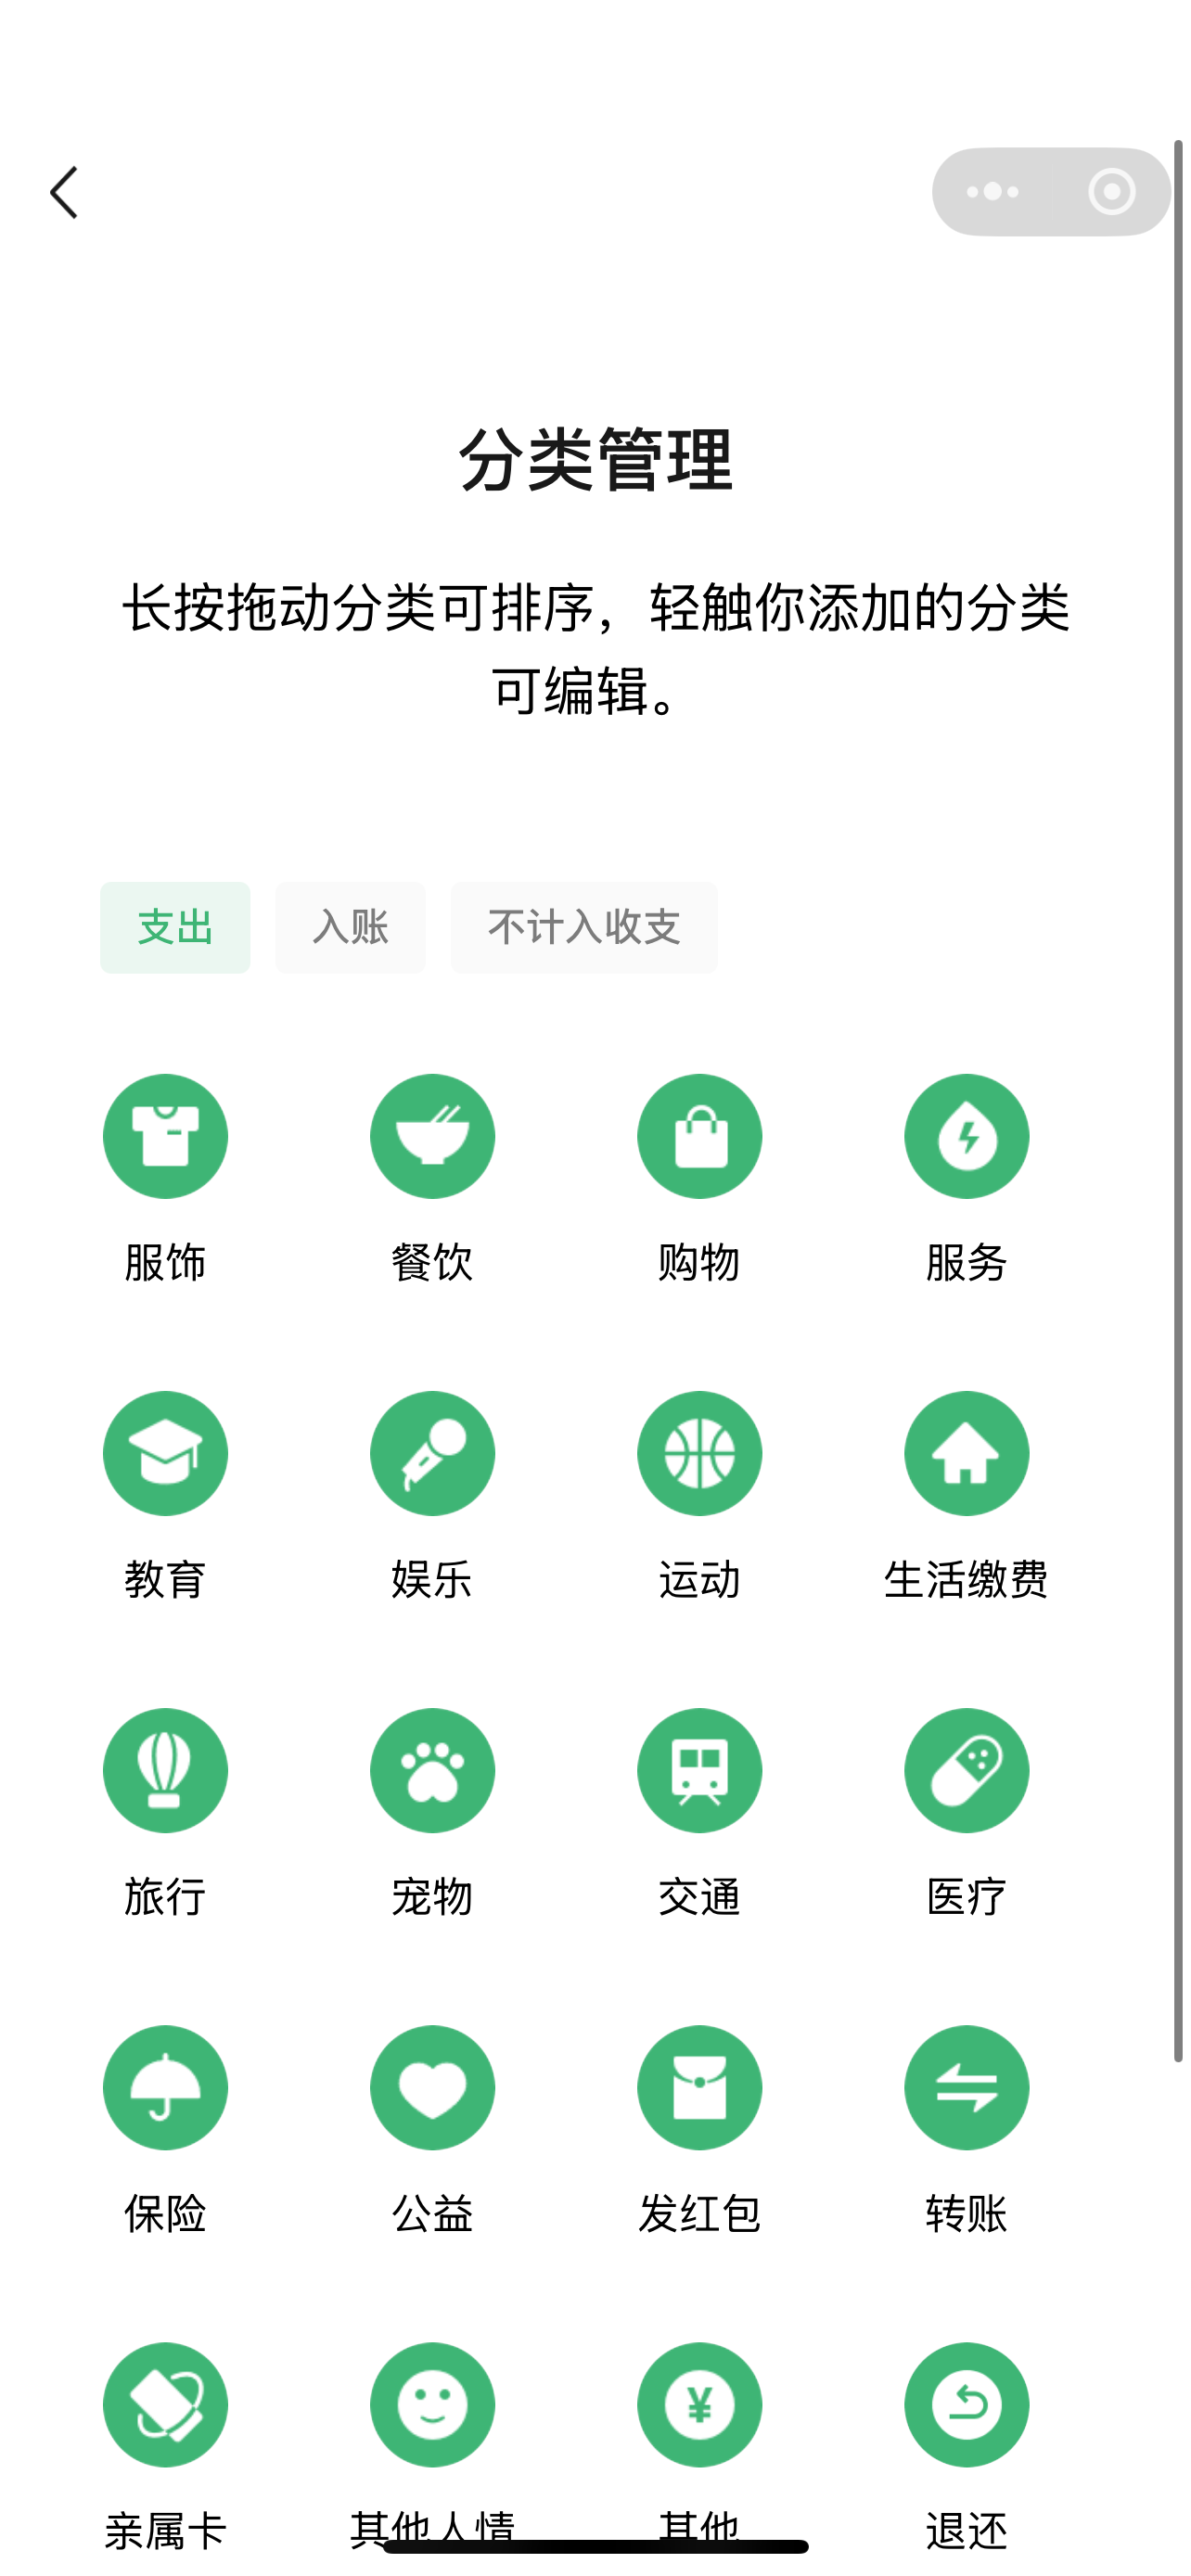 分类管理
长按拖动分类可排序，轻触你添加的分类
可编辑。
支出 入账 不计入收支
服饰 餐饮 购物 服务
教育 娱乐 运动 生活缴费
旅行 宠物 交通 医疗
保险 公益 发红包 转账
¥
亲属卡 其他人情 其他 退还